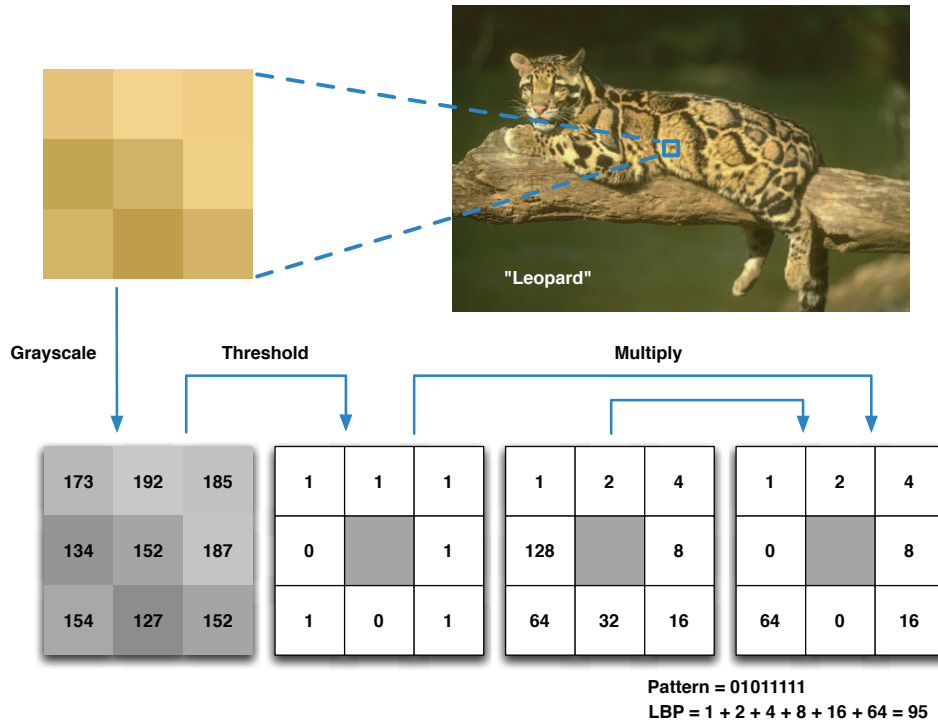 "Leopard"
Grayscale
Threshold
Multiply
173 192 185
134 152 187
154 127 152
1 1 1
0 1
1 0 1
1 2 4
128 8
64 32 16
1 2 4
0 8
64 0 16
Pattern = 01011111
LBP = 1 + 2 + 4 + 8 + 16 + 64 = 95